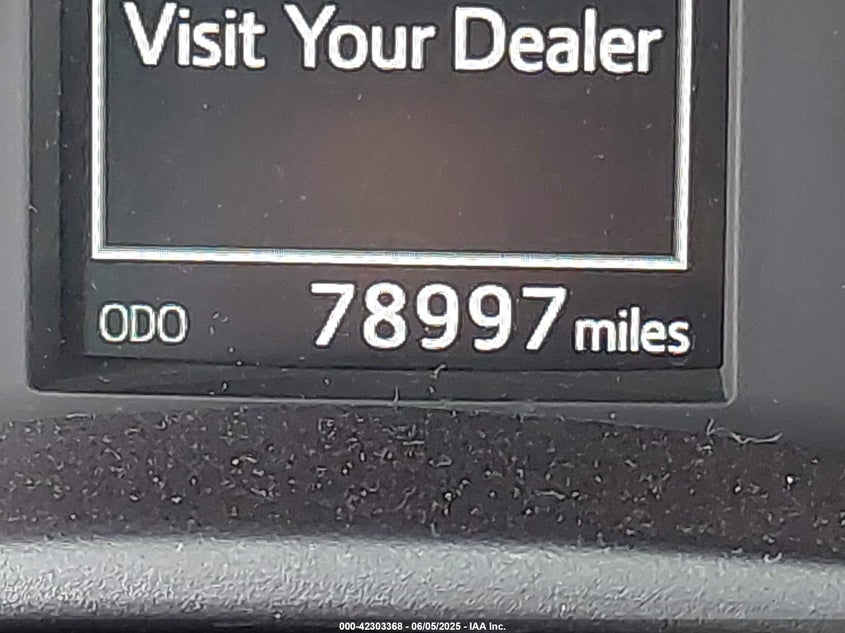 Visit Your Dealer
ODO 78997 miles
000-42303368 - 06/05/2025 - IAA Inc.